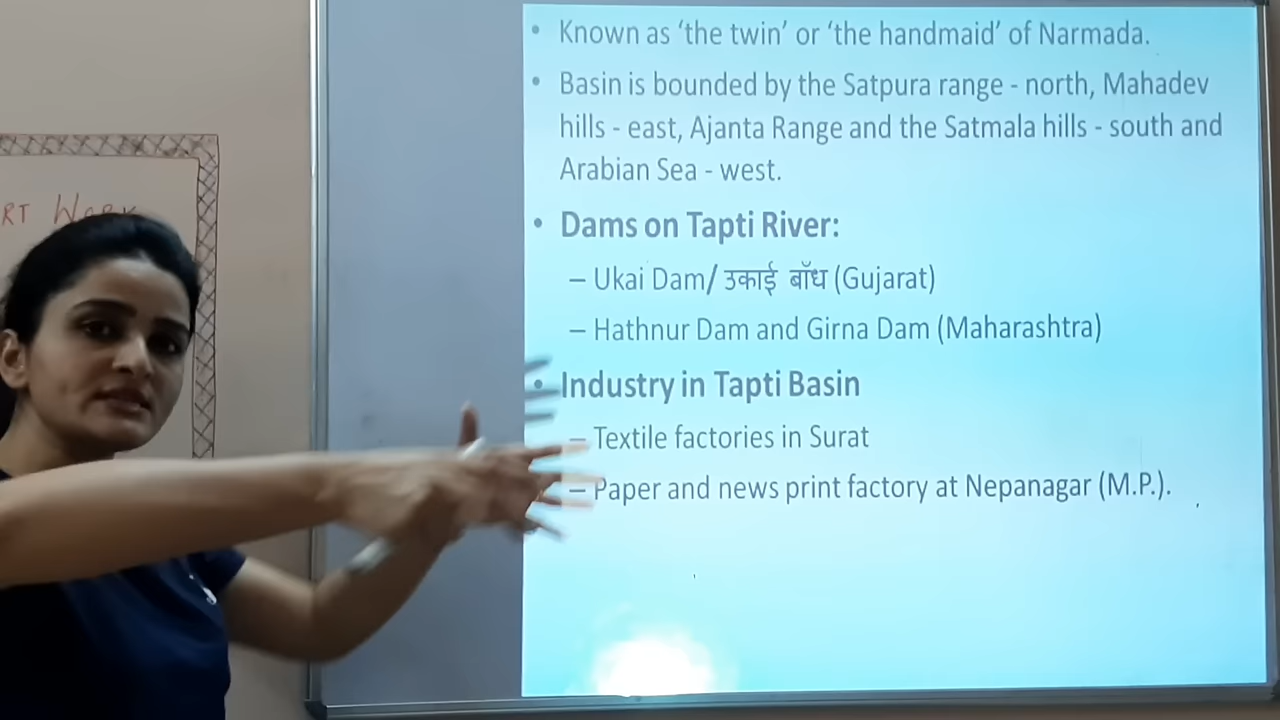 RT Work
• Known as ‘the twin’ or ‘the handmaid’ of Narmada.
• Basin is bounded by the Satpura range - north, Mahadev
hills - east, Ajanta Range and the Satmala hills - south and
Arabian Sea - west.
• Dams on Tapti River:
– Ukai Dam/ उकाई बाँध (Gujarat)
– Hathnur Dam and Girna Dam (Maharashtra)
• Industry in Tapti Basin
– Textile factories in Surat
– Paper and news print factory at Nepanagar (M.P.).